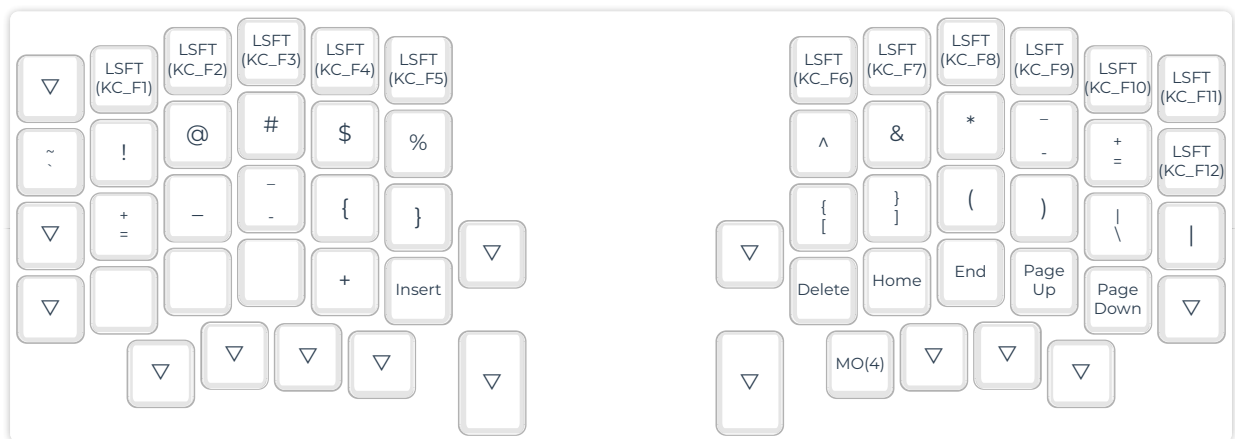 ▽ LSFT (KC_F1) LSFT (KC_F2) LSFT (KC_F3) LSFT (KC_F4) LSFT (KC_F5) LSFT (KC_F6) LSFT (KC_F7) LSFT (KC_F8) LSFT (KC_F9) LSFT (KC_F10) LSFT (KC_F11)
~ ` ! @ # $ % ^ & * _ - + = LSFT (KC_F12)
▽ + = _ _ - { } ▽ ▽ { [ } ] ( ) | \ |
▽ + Insert Delete Home End Page Up Page Down ▽
▽ ▽ ▽ ▽ ▽ ▽ MO(4) ▽ ▽ ▽